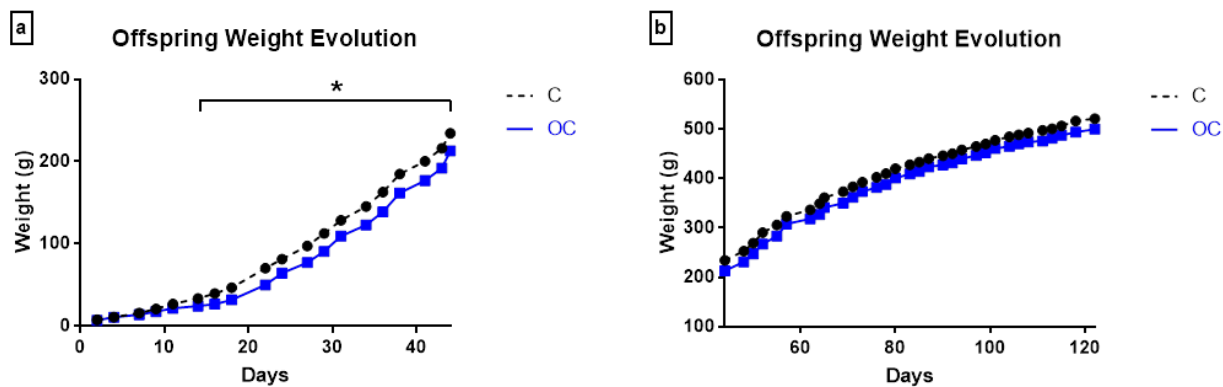 a
Offspring Weight Evolution
300
200
100
0
Weight (g)
*
C
OC
0 20 30 40
10
Days
b
Offspring Weight Evolution
600
500
400
300
200
100
Weight (g)
C
OC
60 80 100 120
Days